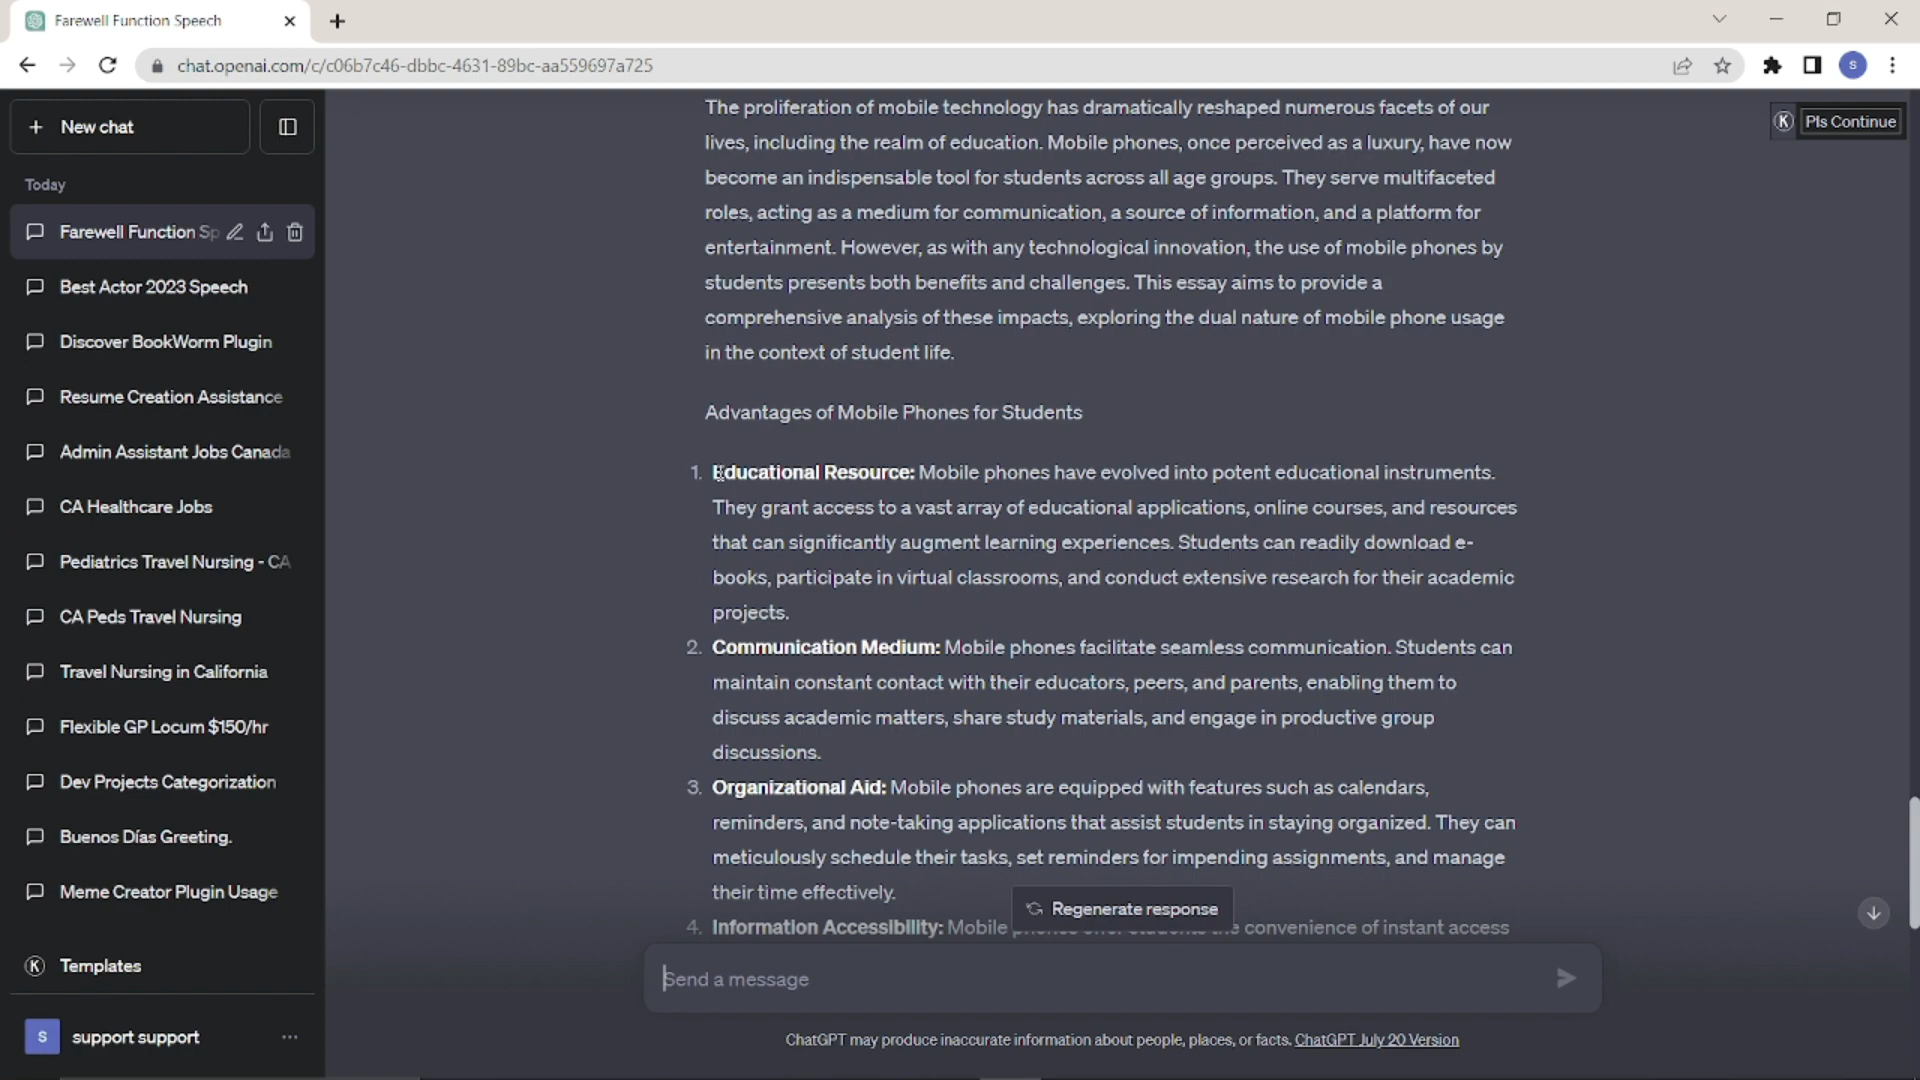 Farewell Function Speech
chat.openai.com/c/c06b7c46-dbbc-4631-89bc-aa559697a725
S
+ New chat
Today
Farewell Function Sp
Best Actor 2023 Speech
Discover BookWorm Plugin
Resume Creation Assistance
Admin Assistant Jobs Canada
CA Healthcare Jobs
Pediatrics Travel Nursing - CA
CA Peds Travel Nursing
Travel Nursing in California
Flexible GP Locum $150/hr
Dev Projects Categorization
Buenos Días Greeting.
Meme Creator Plugin Usage
K Templates
S support support
K Pls Continue
The proliferation of mobile technology has dramatically reshaped numerous facets of our
lives, including the realm of education. Mobile phones, once perceived as a luxury, have now
become an indispensable tool for students across all age groups. They serve multifaceted
roles, acting as a medium for communication, a source of information, and a platform for
entertainment. However, as with any technological innovation, the use of mobile phones by
students presents both benefits and challenges. This essay aims to provide a
comprehensive analysis of these impacts, exploring the dual nature of mobile phone usage
in the context of student life.
Advantages of Mobile Phones for Students
1. Educational Resource: Mobile phones have evolved into potent educational instruments.
They grant access to a vast array of educational applications, online courses, and resources
that can significantly augment learning experiences. Students can readily download e-
books, participate in virtual classrooms, and conduct extensive research for their academic
projects.
2. Communication Medium: Mobile phones facilitate seamless communication. Students can
maintain constant contact with their educators, peers, and parents, enabling them to
discuss academic matters, share study materials, and engage in productive group
discussions.
3. Organizational Aid: Mobile phones are equipped with features such as calendars,
reminders, and note-taking applications that assist students in staying organized. They can
meticulously schedule their tasks, set reminders for impending assignments, and manage
their time effectively.
Regenerate response
4. Information Accessibility: Mobile convenience of instant access
Send a message
ChatGPT may produce inaccurate information about people, places, or facts. ChatGPT July 20 Version